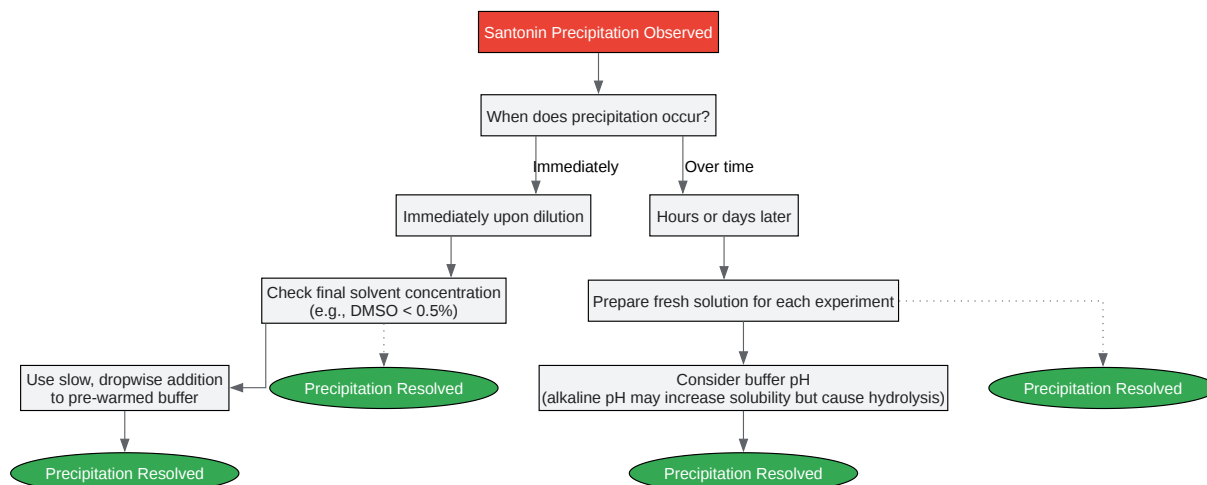 Santonin Precipitation Observed
When does precipitation occur?
Immediately
Over time
Immediately upon dilution
Hours or days later
Check final solvent concentration
(e.g., DMSO < 0.5%)
Prepare fresh solution for each experiment
Use slow, dropwise addition
to pre-warmed buffer
Precipitation Resolved
Consider buffer pH
(alkaline pH may increase solubility but cause hydrolysis)
Precipitation Resolved
Precipitation Resolved
Precipitation Resolved